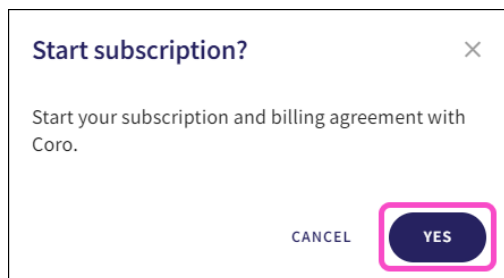 Start subscription?
Start your subscription and billing agreement with
Coro.
CANCEL YES